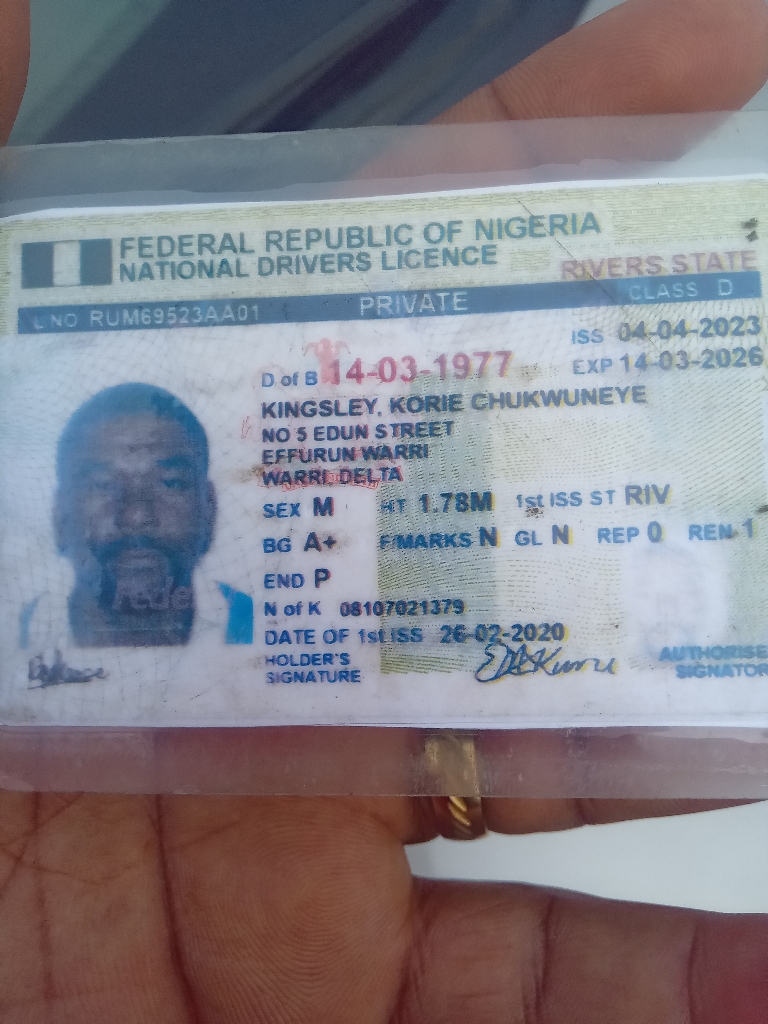 FEDERAL REPUBLIC OF NIGERIA
NATIONAL DRIVERS LICENCE
RIVERS STATE
L NO RUM69523AA01 PRIVATE CLASS D
ISS 04-04-2023
D of B 14-03-1977 EXP 14-03-2026
KINGSLEY, KORIE CHUKWUNEYE
NO 5 EDUN STREET
EFFURUN WARRI
WARRI, DELTA
SEX M HT 1.78M 1st ISS ST RIV
BG A+ F/MARKS N GL N REP 0 REN 1
END P
N of K 08107021379
DATE OF 1st ISS 26-02-2020
HOLDER'S
SIGNATURE
AUTHORISE
SIGNATOR